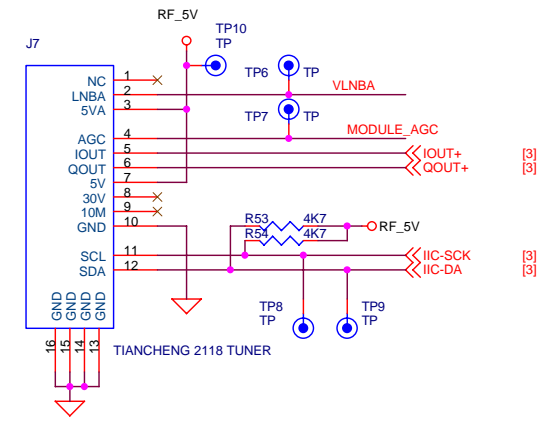 RF_5V
TP10
TP
J7
TP6
TP
NC
1
LNBA
2
VLNBA
5VA
3
TP7
TP
AGC
4
MODULE_AGC
IOUT
5
IOUT+
[3]
QOUT
6
QOUT+
[3]
5V
7
30V
8
10M
9
GND
10
R53
4K7
RF_5V
R54
4K7
SCL
11
IIC-SCK
[3]
SDA
12
IIC-DA
[3]
GND
GND
GND
GND
16
15
14
13
TP8
TP
TP9
TP
TIANCHENG 2118 TUNER